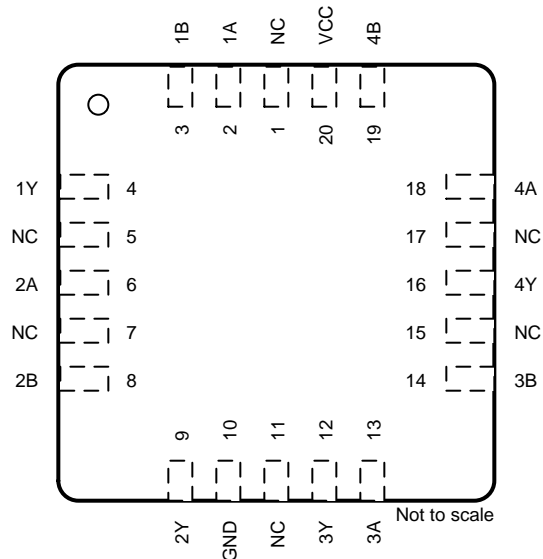 1B 1A NC VCC 4B
3 2 1 20 19
1Y 4 18 4A
NC 5 17 NC
2A 6 16 4Y
NC 7 15 NC
2B 8 14 3B
9 10 11 12 13
2Y GND NC 3Y 3A
Not to scale